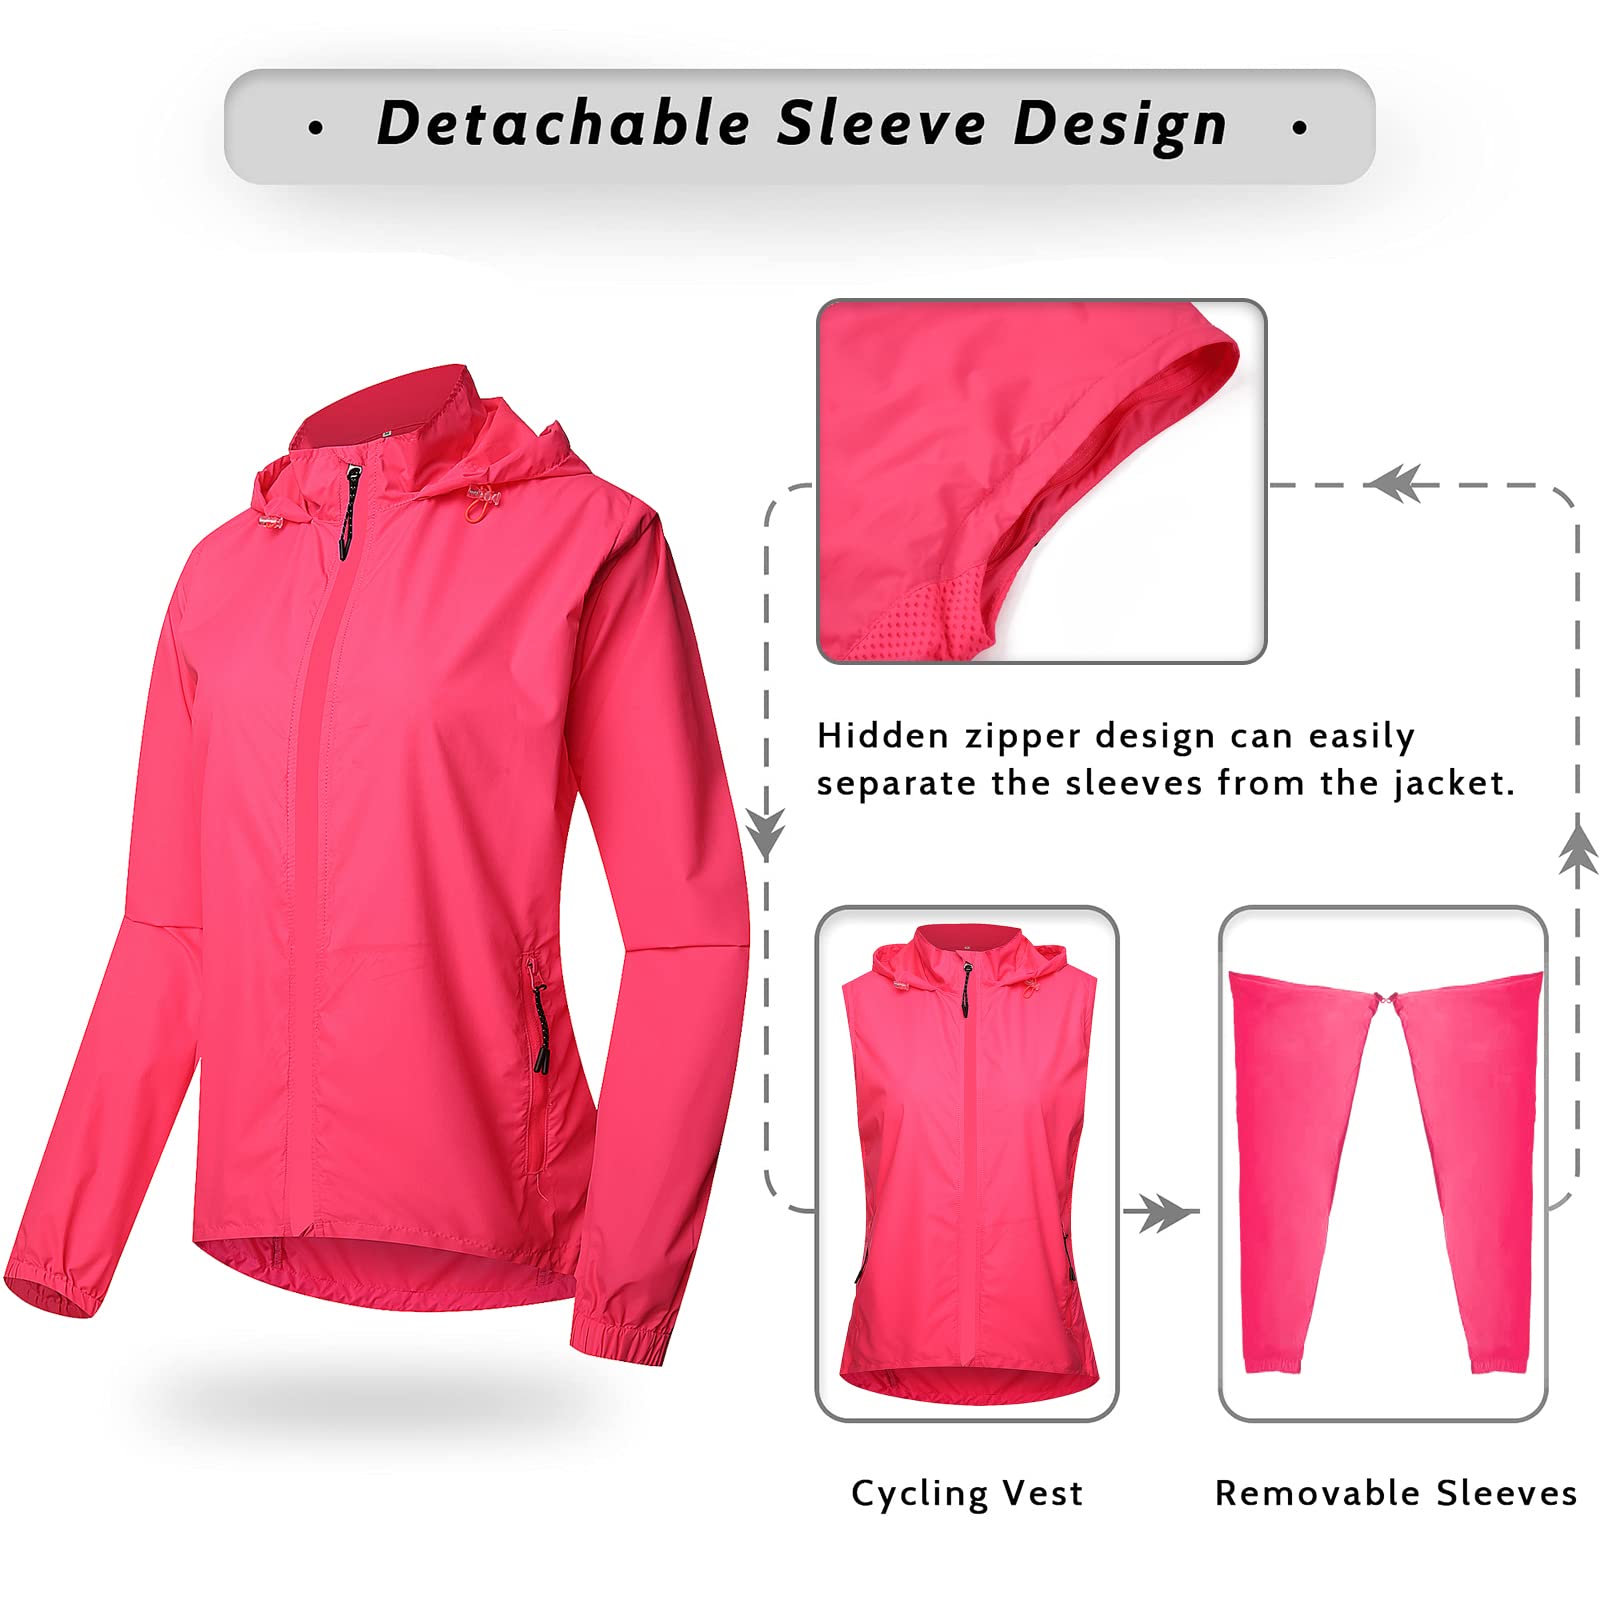 • Detachable Sleeve Design •
Hidden zipper design can easily
separate the sleeves from the jacket.
Cycling Vest
Removable Sleeves